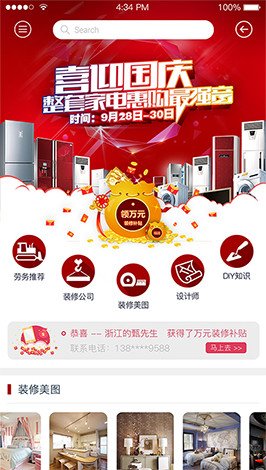 4:34 PM
100%
Search
喜迎国庆
整套家电惠购最强音
时间：9月28日-30日
领万元
装修补贴
劳务推荐
装修公司
装修美图
设计师
DIY知识
恭喜 -- 浙江的甄先生 获得了万元装修补贴
联系电话：138****9588
马上去 >>
装修美图